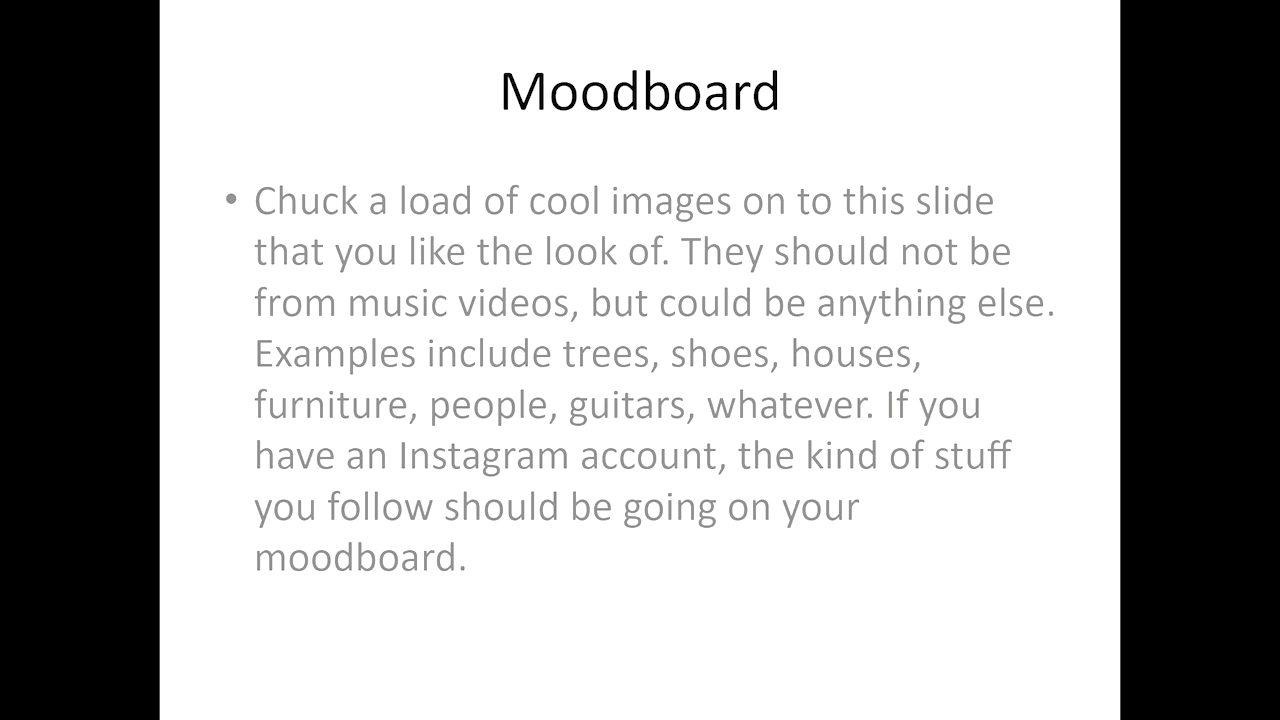 Moodboard
• Chuck a load of cool images on to this slide
that you like the look of. They should not be
from music videos, but could be anything else.
Examples include trees, shoes, houses,
furniture, people, guitars, whatever. If you
have an Instagram account, the kind of stuff
you follow should be going on your
moodboard.